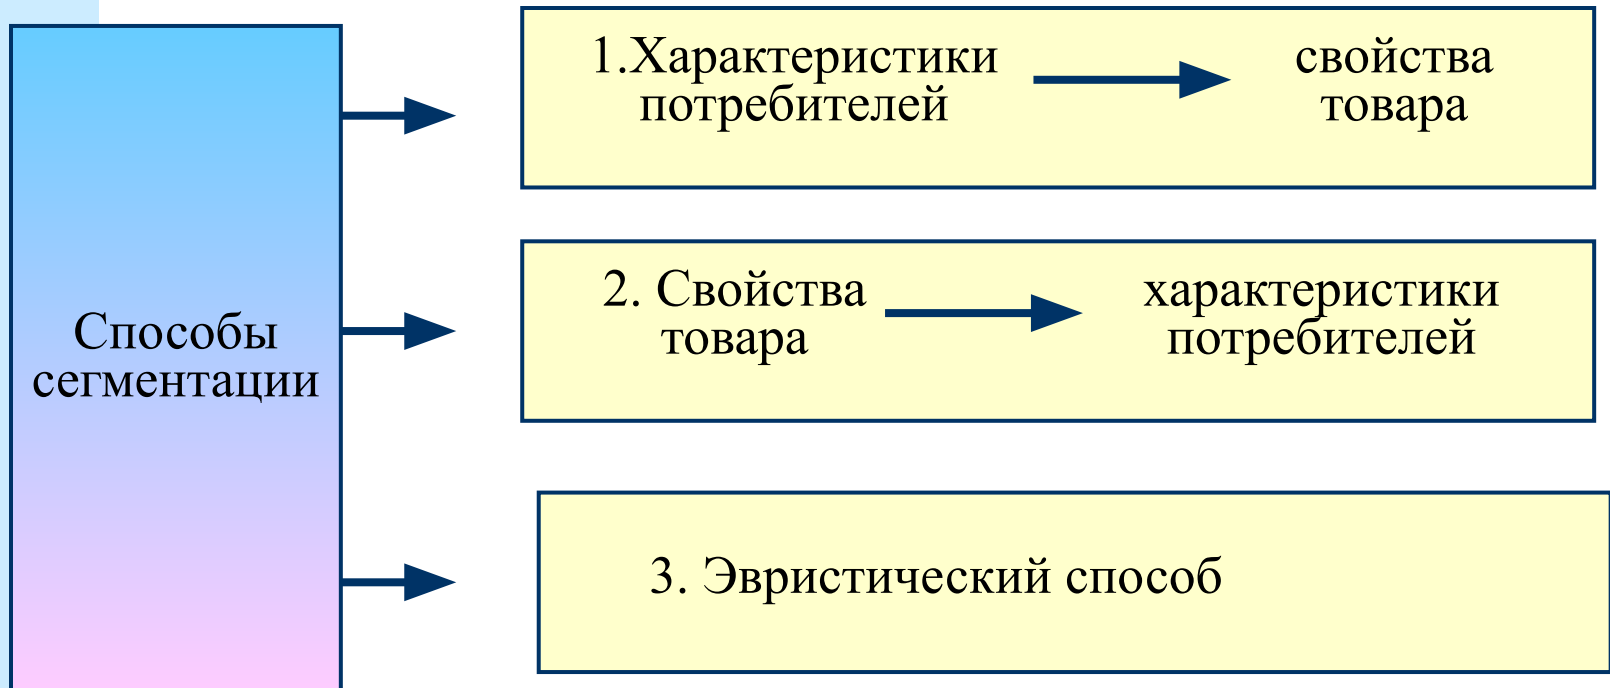 Способы
сегментации
1.Характеристики
потребителей
свойства
товара
2. Свойства
товара
характеристики
потребителей
3. Эвристический способ